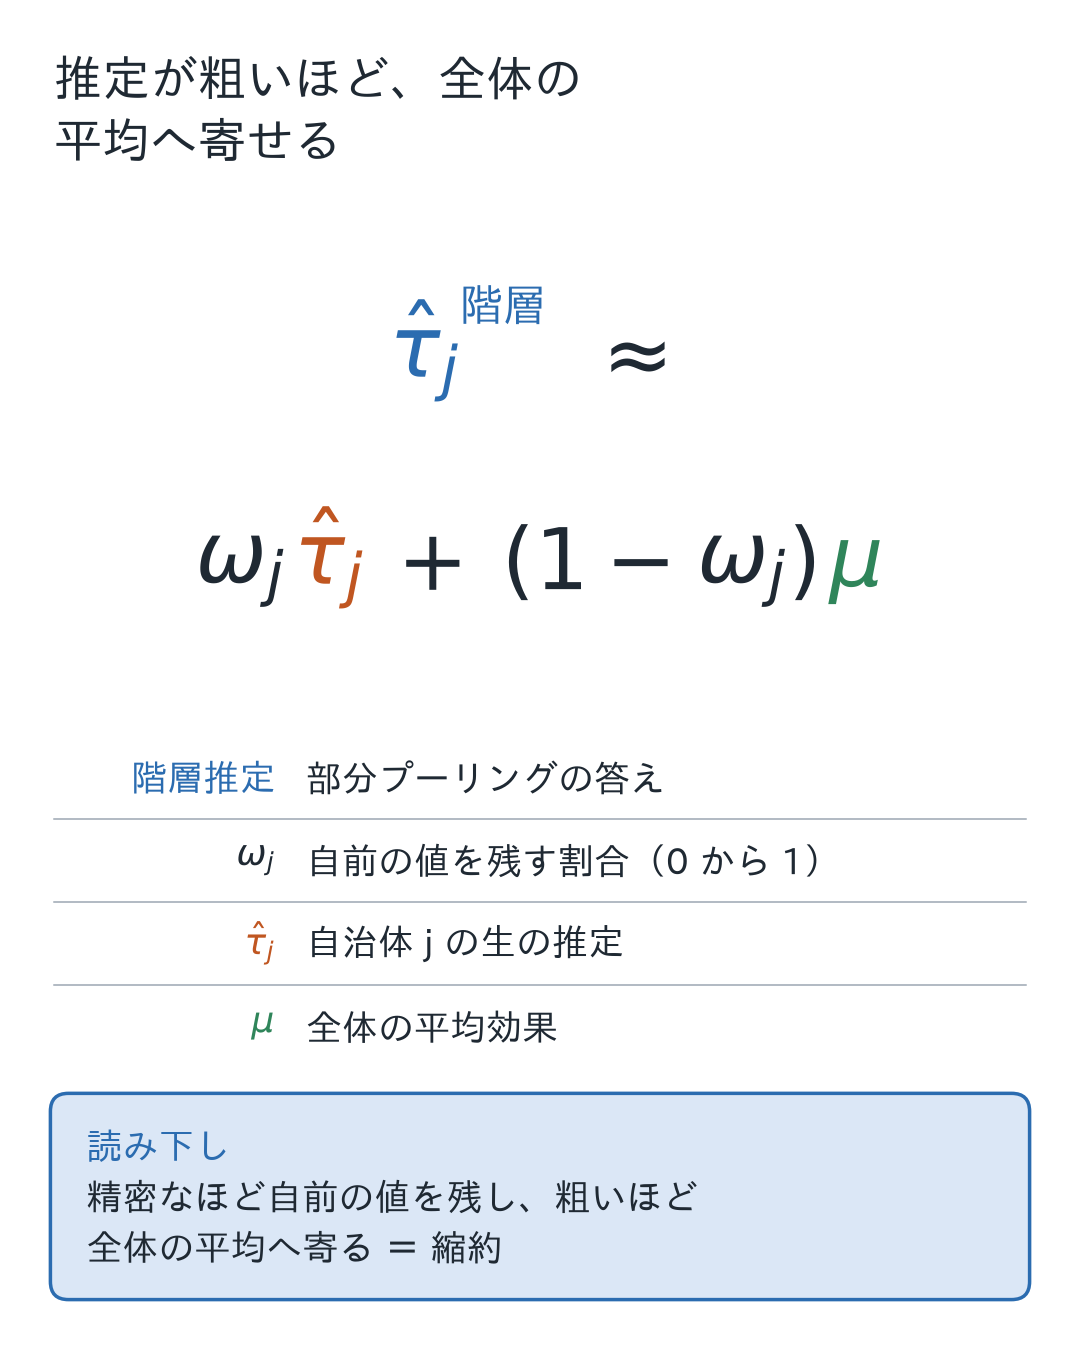 推定が粗いほど、全体の
平均へ寄せる
τ̂ⱼ階層 ≈
ωⱼτ̂ⱼ + (1 − ωⱼ)μ
階層推定 部分プーリングの答え
ωⱼ 自前の値を残す割合（0 から 1）
τ̂ⱼ 自治体 j の生の推定
μ 全体の平均効果
読み下し
精密なほど自前の値を残し、粗いほど
全体の平均へ寄る ＝ 縮約